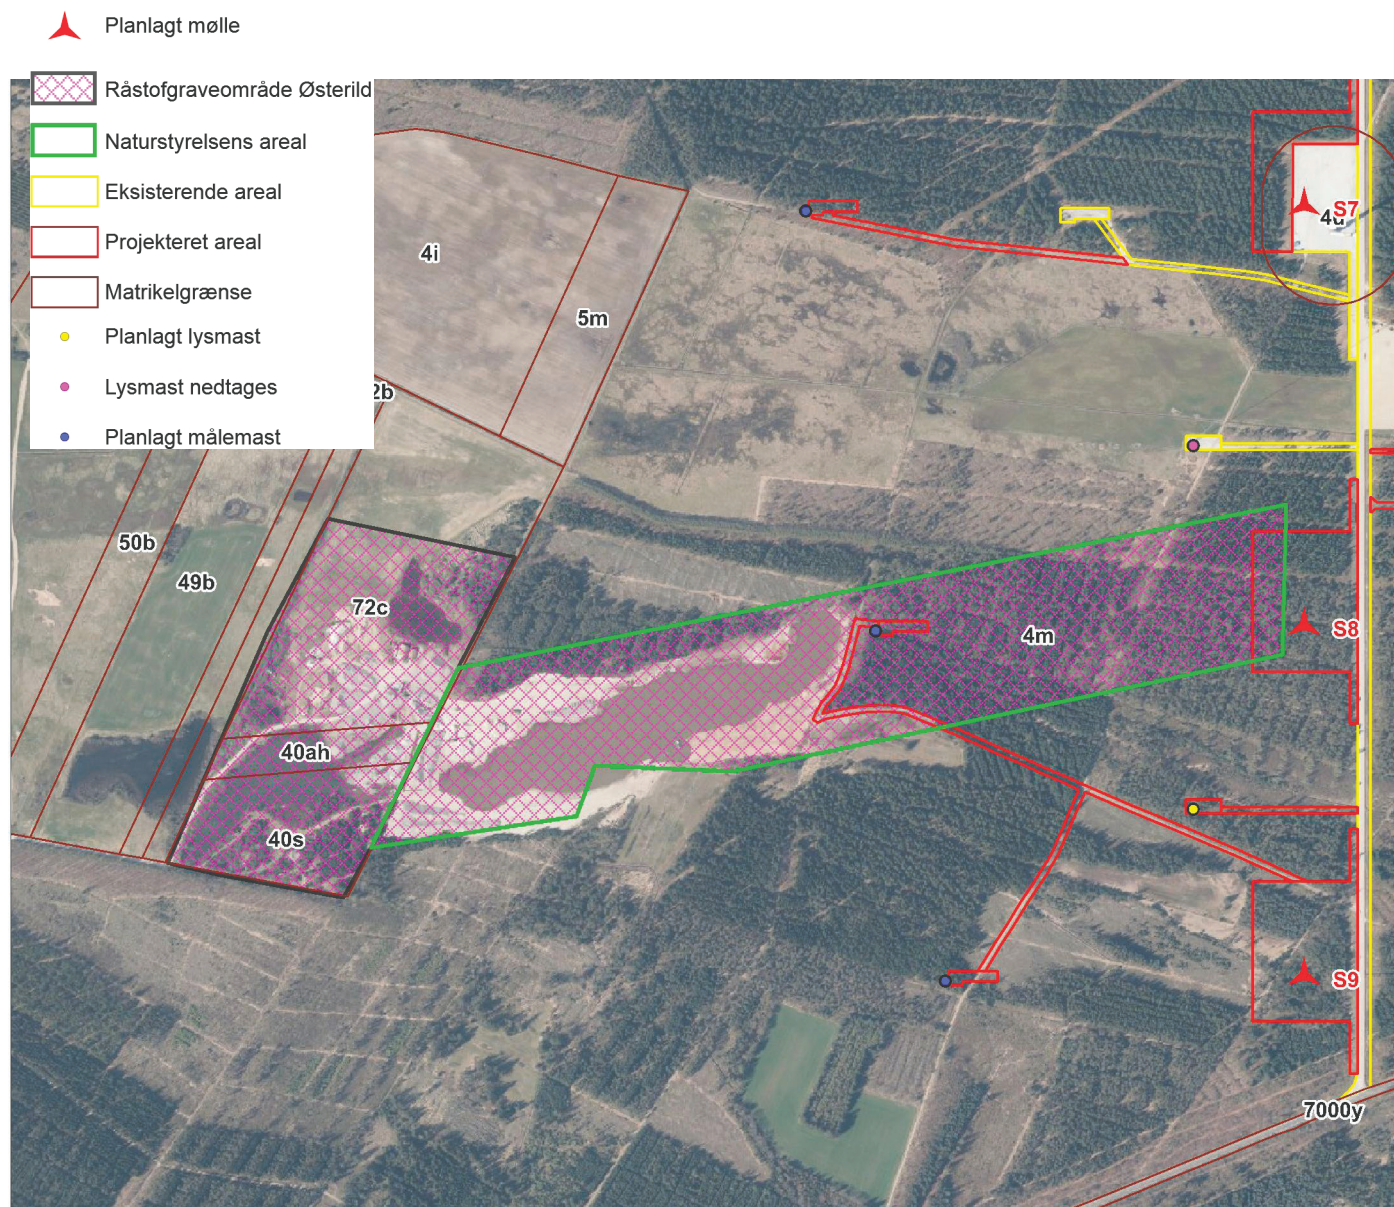 Planlagt mølle
Råstofgraveområde Østerild
Naturstyrelsens areal
Eksisterende areal
Projekteret areal
Matrikelgrænse
Planlagt lysmast
Lysmast nedtages
Planlagt målemast
4i
5m
2b
S7
50b
49b
72c
4m
S8
40ah
40s
S9
7000y